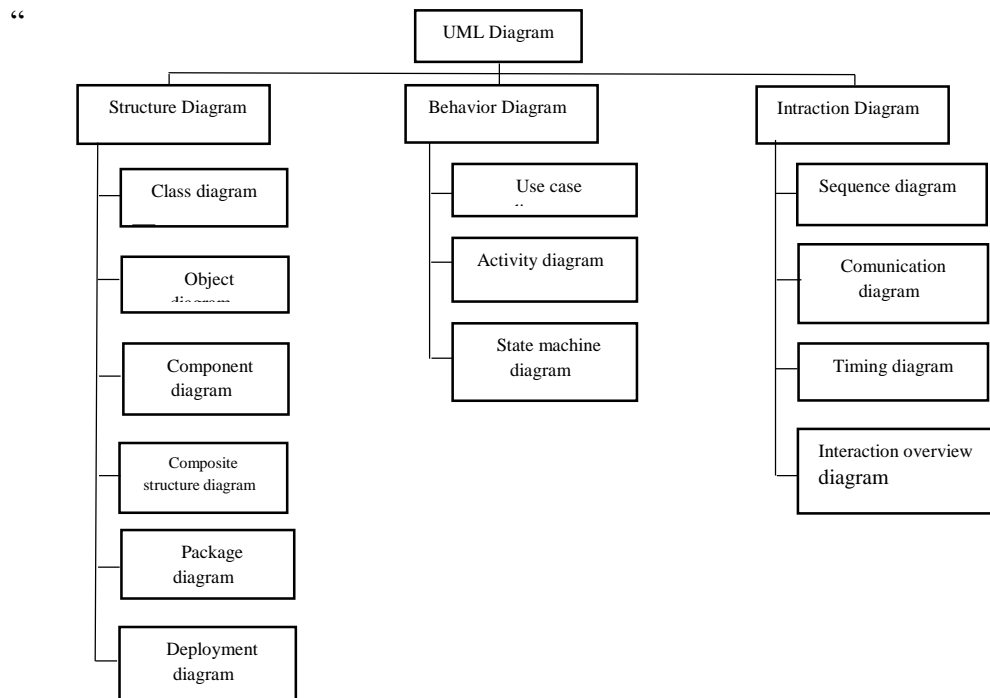 “
UML Diagram
Structure Diagram
Behavior Diagram
Intraction Diagram
Class diagram
Object
Component
diagram
Composite
structure diagram
Package
diagram
Deployment
diagram
Use case
Activity diagram
State machine
diagram
Sequence diagram
Comunication
diagram
Timing diagram
Interaction overview
diagram